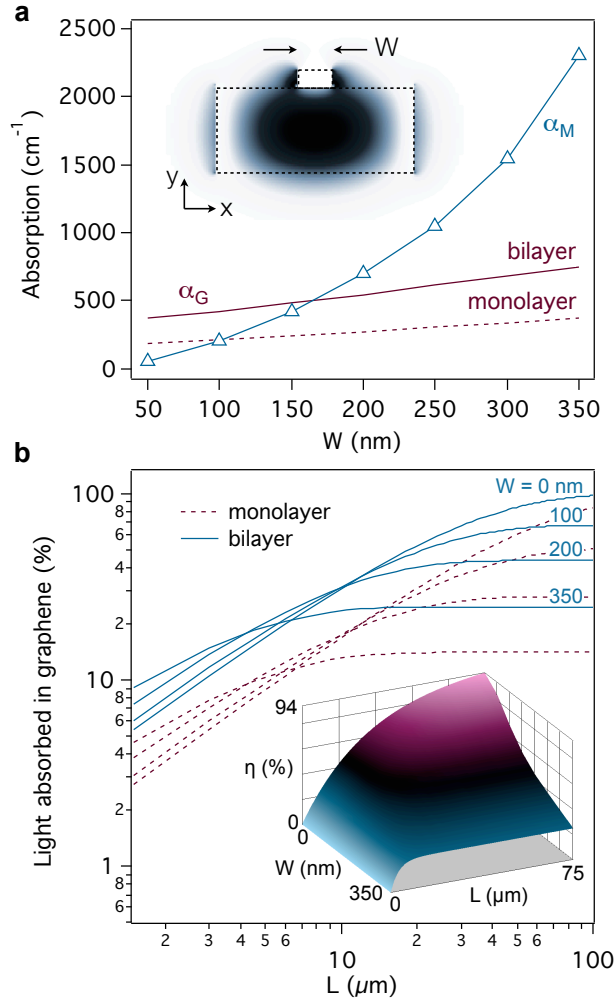 a
2500
2000
1500
1000
500
0
Absorption (cm⁻¹)
W
y
x
αM
bilayer
αG
monolayer
50
100
150
200
250
300
350
W (nm)
b
100
8
6
4
2
10
8
6
4
2
1
8
6
Light absorbed in graphene (%)
monolayer
bilayer
W = 0 nm
100
200
350
94
η (%)
0
0
W (nm)
350
0
L (µm)
75
2
3
4
5
6
10
2
3
4
5
6
100
L (µm)